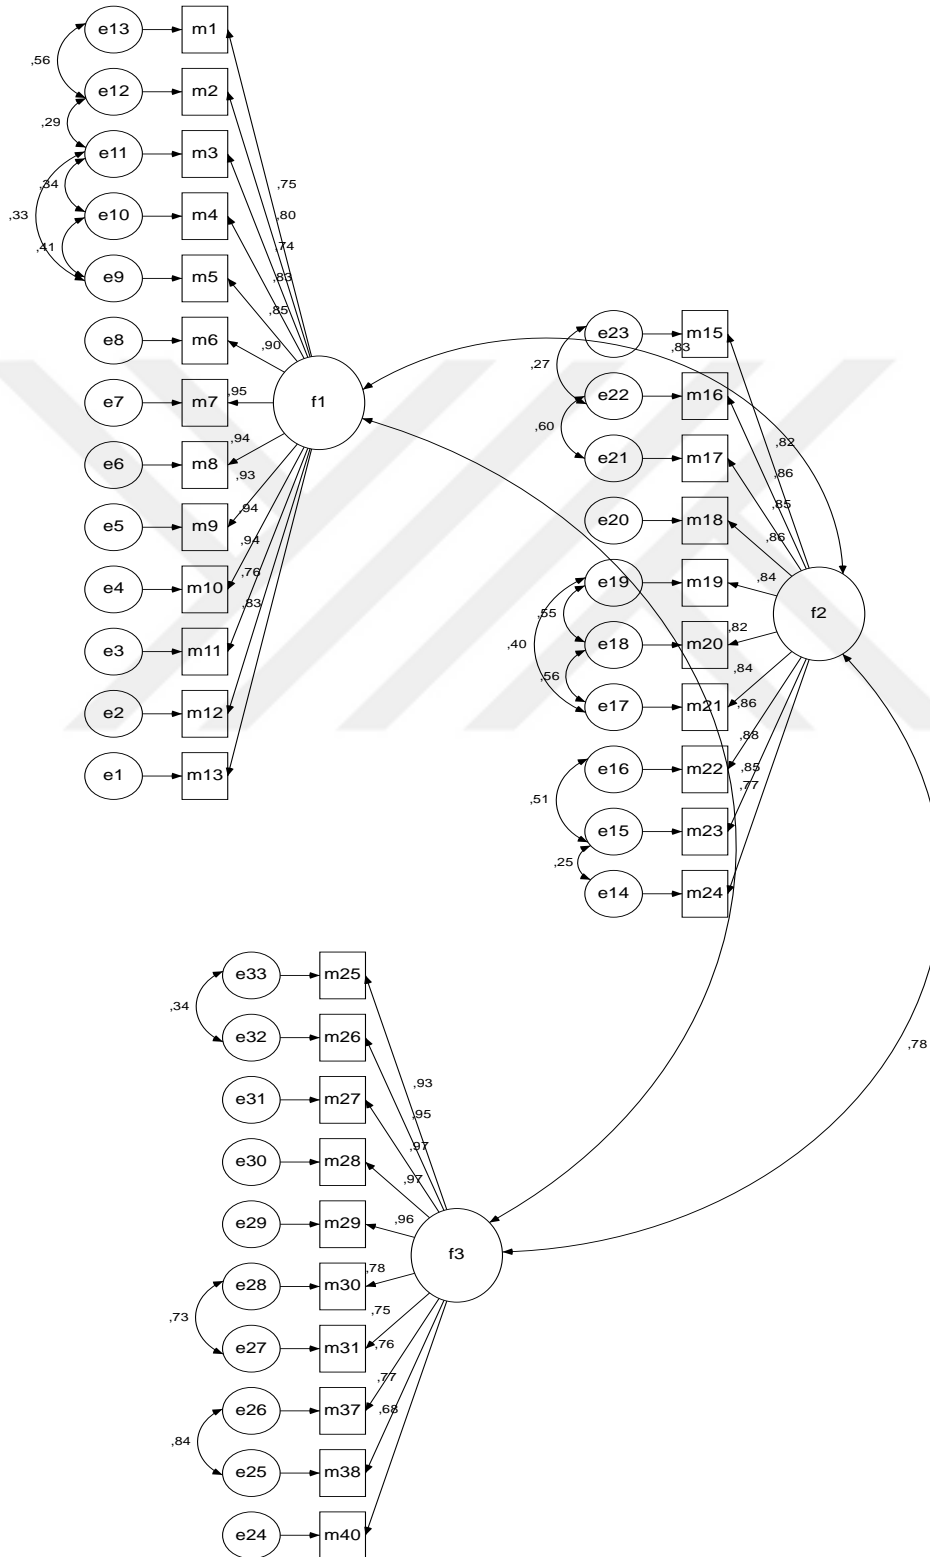 e13 m1
,56
e12 m2
,29
e11 m3
,34
,75
,33
e10 m4
,80
,41
,74
e9 m5
,83
,85
e8 m6
,90
e7 m7
,95
f1
,94
e6 m8
,93
e5 m9
,94
,94
e4 m10
,76
,83
e3 m11
e2 m12
e1 m13
e23 m15
,83
,27
e22 m16
,60
,82
e21 m17
,86
,85
e20 m18
,86
e19 m19
,84
,55
f2
,40
e18 m20
,82
,56
,84
e17 m21
,86
,88
e16 m22
,85
,77
,51
e15 m23
,25
e14 m24
e33 m25
,34
e32 m26
,78
,93
e31 m27
,95
,97
e30 m28
,97
e29 m29
,96
f3
,78
e28 m30
,75
,73
e27 m31
,76
,77
e26 m37
,68
,84
e25 m38
e24 m40